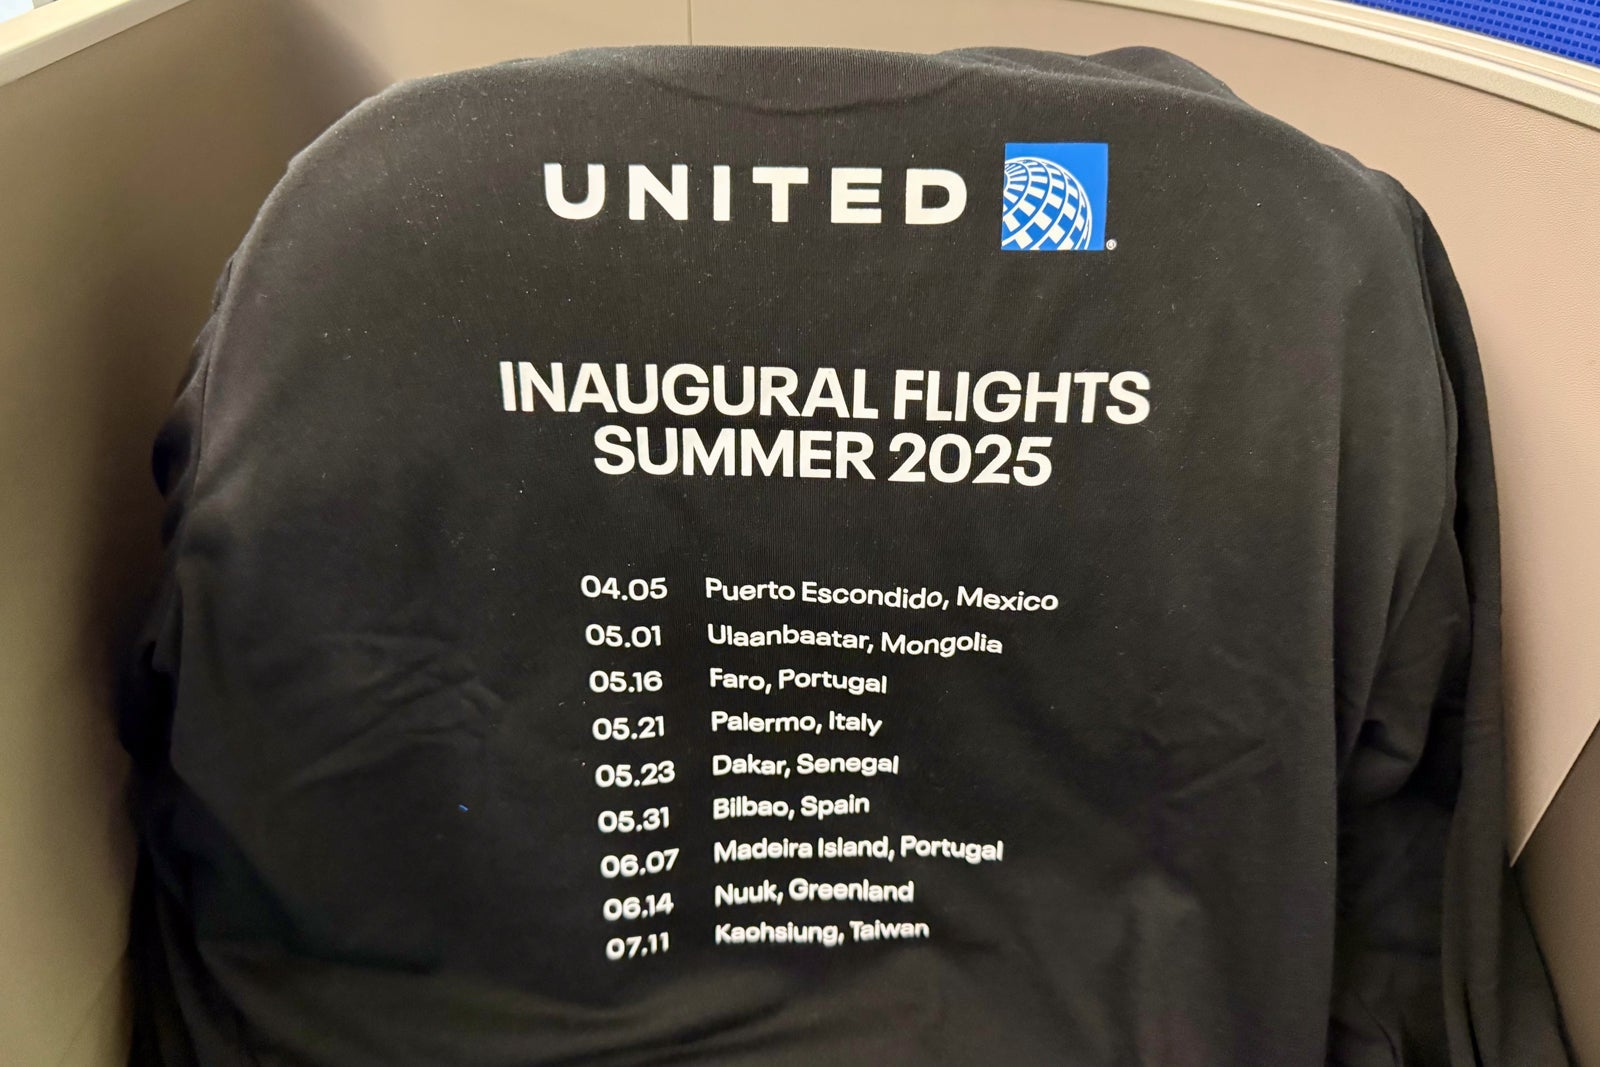 UNITED
INAUGURAL FLIGHTS
SUMMER 2025
04.05 Puerto Escondido, Mexico
05.01 Ulaanbaatar, Mongolia
05.16 Faro, Portugal
05.21 Palermo, Italy
05.23 Dakar, Senegal
05.31 Bilbao, Spain
06.07 Madeira Island, Portugal
06.14 Nuuk, Greenland
07.11 Kaohsiung, Taiwan